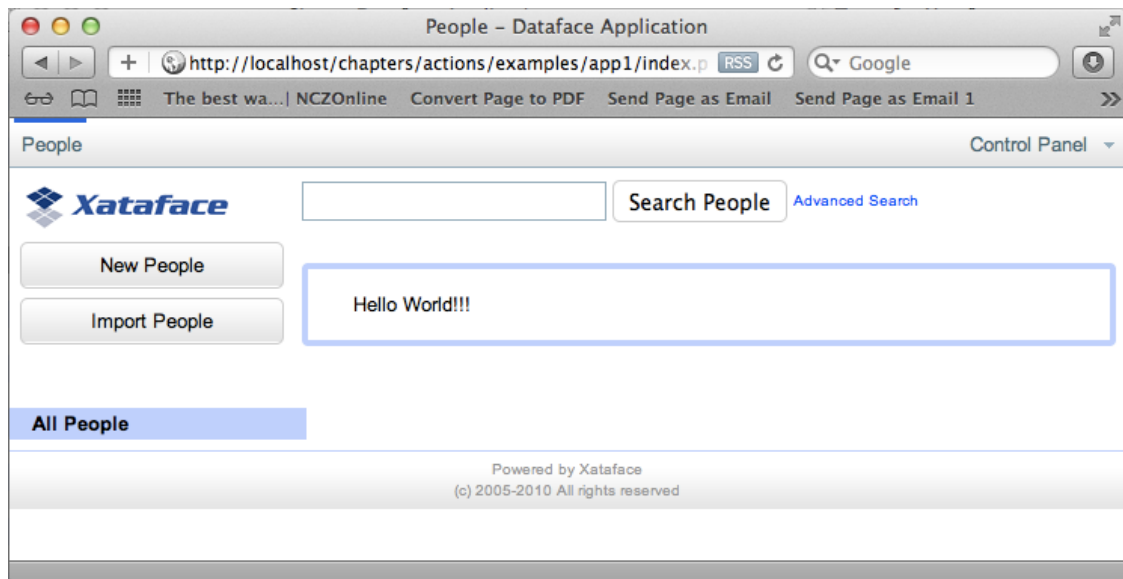 People – Dataface Application
http://localhost/chapters/actions/examples/app1/index.p RSS Google
The best wa...| NCZOnline Convert Page to PDF Send Page as Email Send Page as Email 1
People Control Panel
Xataface Search People Advanced Search
New People
Hello World!!!
Import People
All People
Powered by Xataface
(c) 2005-2010 All rights reserved